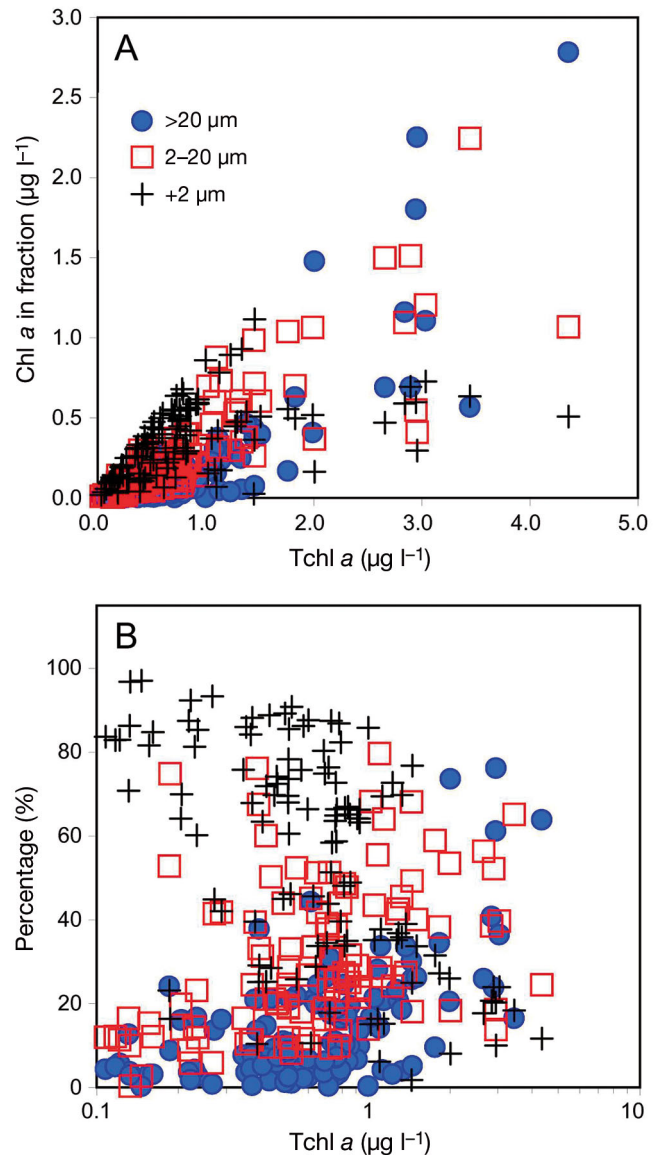 A
3.0
2.5
2.0
1.5
1.0
0.5
0.0
Chl a in fraction (µg l–1)
>20 µm
2–20 µm
+2 µm
0.0 1.0 2.0 3.0 4.0 5.0
Tchl a (µg l–1)
B
100
80
60
40
20
0
Percentage (%)
0.1 1 10
Tchl a (µg l–1)